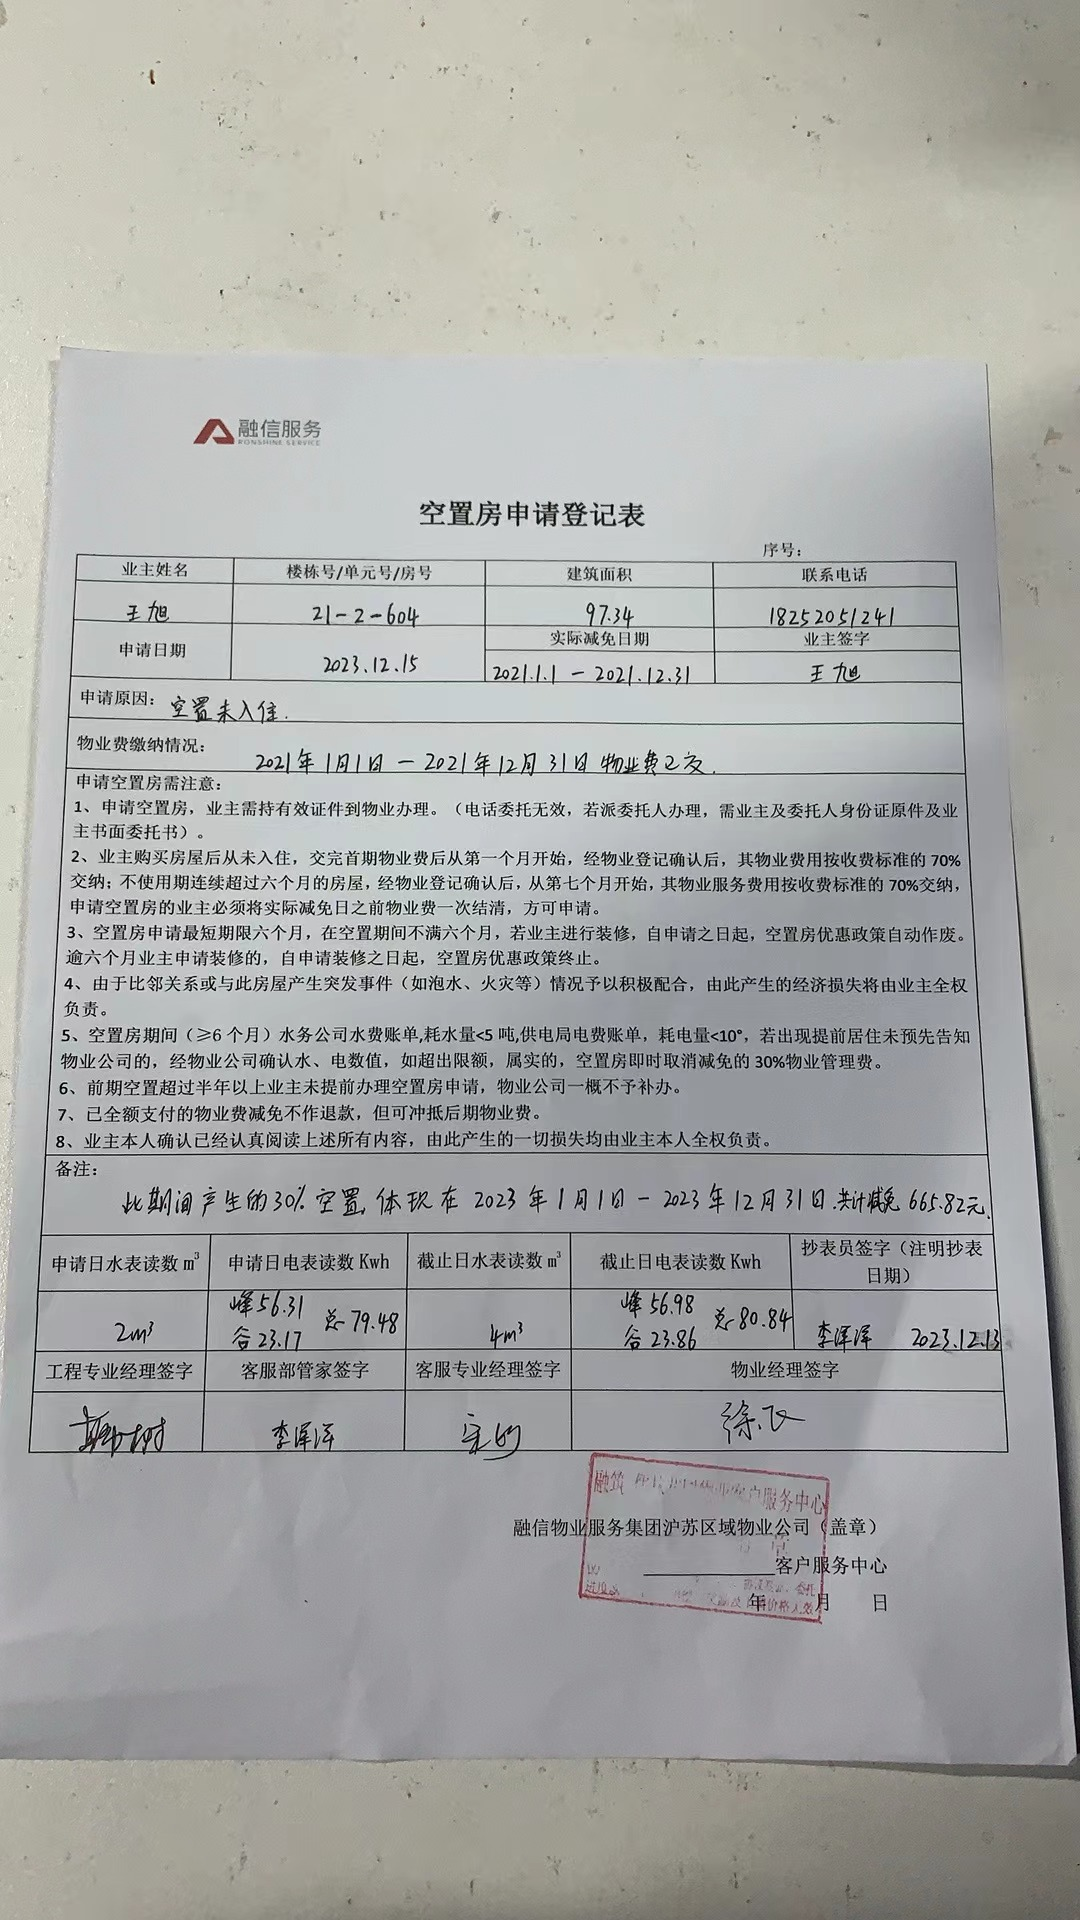 融信服务
RONSHINE SERVICE
空置房申请登记表
序号：
业主姓名 楼栋号/单元号/房号 建筑面积 联系电话
王旭 21-2-604 97.34 18252051241
申请日期 2023.12.15 实际减免日期 业主签字
2021.1.1 － 2021.12.31 王旭
申请原因：空置未入住.
物业费缴纳情况： 2021年1月1日 － 2021年12月31日 物业费已交.
申请空置房需注意：
1、申请空置房，业主需持有效证件到物业办理。（电话委托无效，若派委托人办理，需业主及委托人身份证原件及业
主书面委托书）。
2、业主购买房屋后从未入住，交完首期物业费后从第一个月开始，经物业登记确认后，其物业费用按收费标准的70%
交纳；不使用期连续超过六个月的房屋，经物业登记确认后，从第七个月开始，其物业服务费用按收费标准的70%交纳，
申请空置房的业主必须将实际减免日之前物业费一次结清，方可申请。
3、空置房申请最短期限六个月，在空置期间不满六个月，若业主进行装修，自申请之日起，空置房优惠政策自动作废。
逾六个月业主申请装修的，自申请装修之日起，空置房优惠政策终止。
4、由于比邻关系或与此房屋产生突发事件（如泡水、火灾等）情况予以积极配合，由此产生的经济损失将由业主全权
负责。
5、空置房期间（≥6个月）水务公司水费账单,耗水量<5吨,供电局电费账单，耗电量<10°，若出现提前居住未预先告知
物业公司的，经物业公司确认水、电数值，如超出限额，属实的，空置房即时取消减免的30%物业管理费。
6、前期空置超过半年以上业主未提前办理空置房申请，物业公司一概不予补办。
7、已全额支付的物业费减免不作退款，但可冲抵后期物业费。
8、业主本人确认已经认真阅读上述所有内容，由此产生的一切损失均由业主本人全权负责。
备注：
此期间产生的30%空置,体现在2023年1月1日－2023年12月31日.共计减免665.82元.
申请日水表读数m³ 申请日电表读数Kwh 截止日水表读数m³ 截止日电表读数Kwh 抄表员签字（注明抄表
日期）
2m³ 峰56.31 总79.48 4m³ 峰56.98 总80.84 李泽洋 2023.12.13
谷23.17 谷23.86
工程专业经理签字 客服部管家签字 客服专业经理签字 物业经理签字
李泽洋 徐飞
客户服务中心
融信物业服务集团沪苏区域物业公司（盖章）
客户服务中心
年 月 日